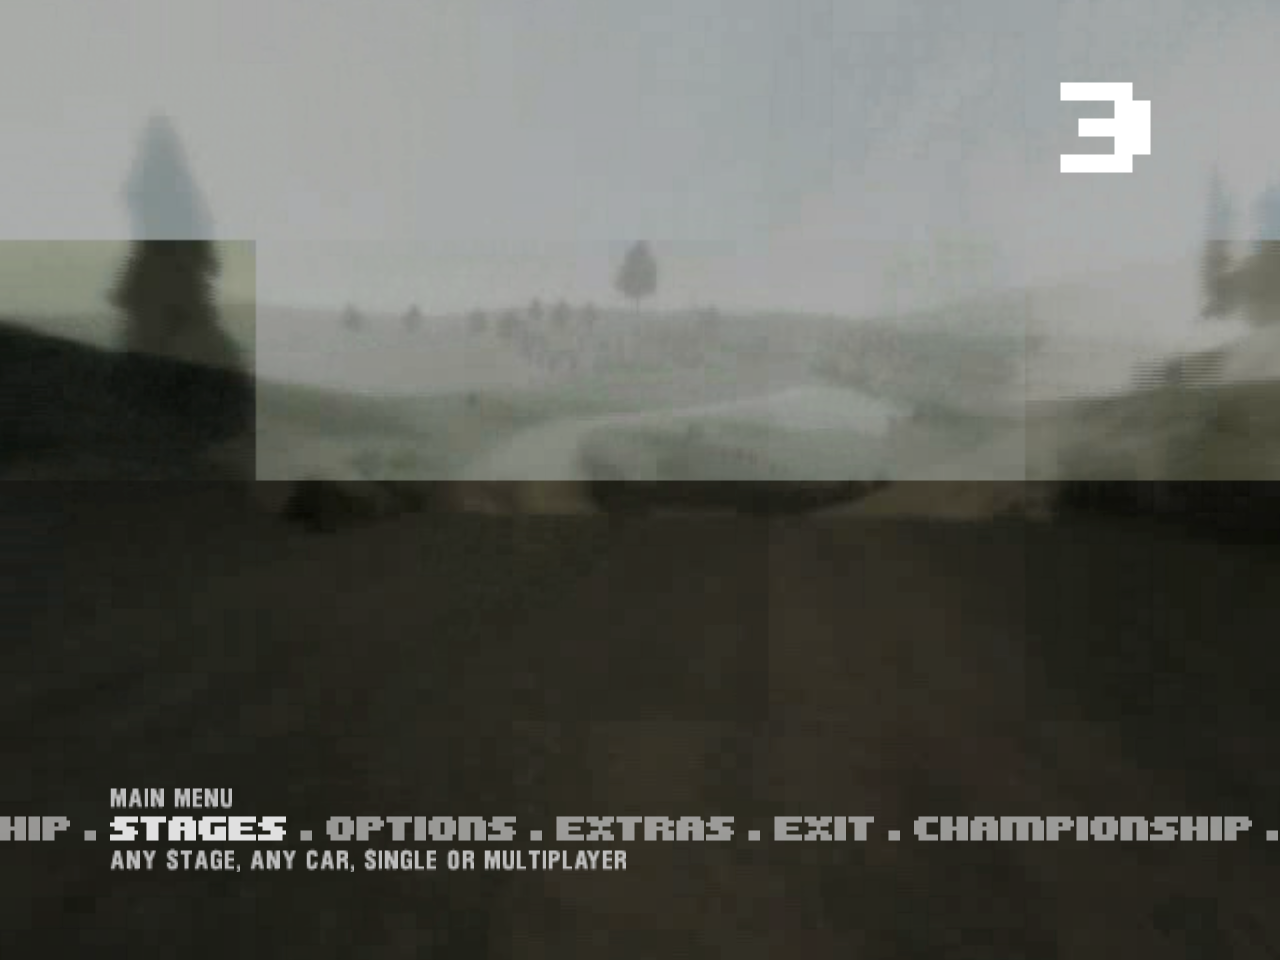 3
MAIN MENU
HIP . STAGES . OPTIONS . EXTRAS . EXIT . CHAMPIONSHIP .
ANY STAGE, ANY CAR, SINGLE OR MULTIPLAYER